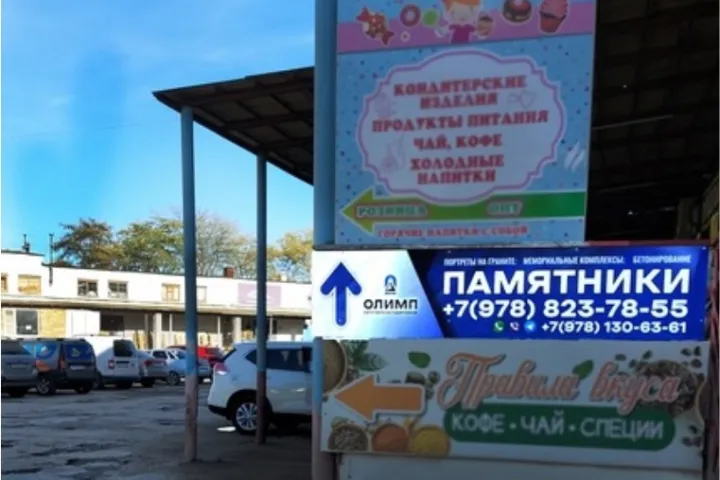 КОНДИТЕРСКИЕ
ИЗДЕЛИЯ
ПРОДУКТЫ ПИТАНИЯ
ЧАЙ, КОФЕ
ХОЛОДНЫЕ
НАПИТКИ
РОЗНИЦА ОПТ
ГОРЯЧИЕ НАПИТКИ С СОБОЙ
ПОРТРЕТЫ НА ГРАНИТЕ: МЕМОРИАЛЬНЫЕ КОМПЛЕКСЫ: БЕТОНИРОВАНИЕ
ПАМЯТНИКИ
ОЛИМП
+7(978) 823-78-55
+7(978) 130-63-61
Правила вкуса
КОФЕ • ЧАЙ • СПЕЦИИ